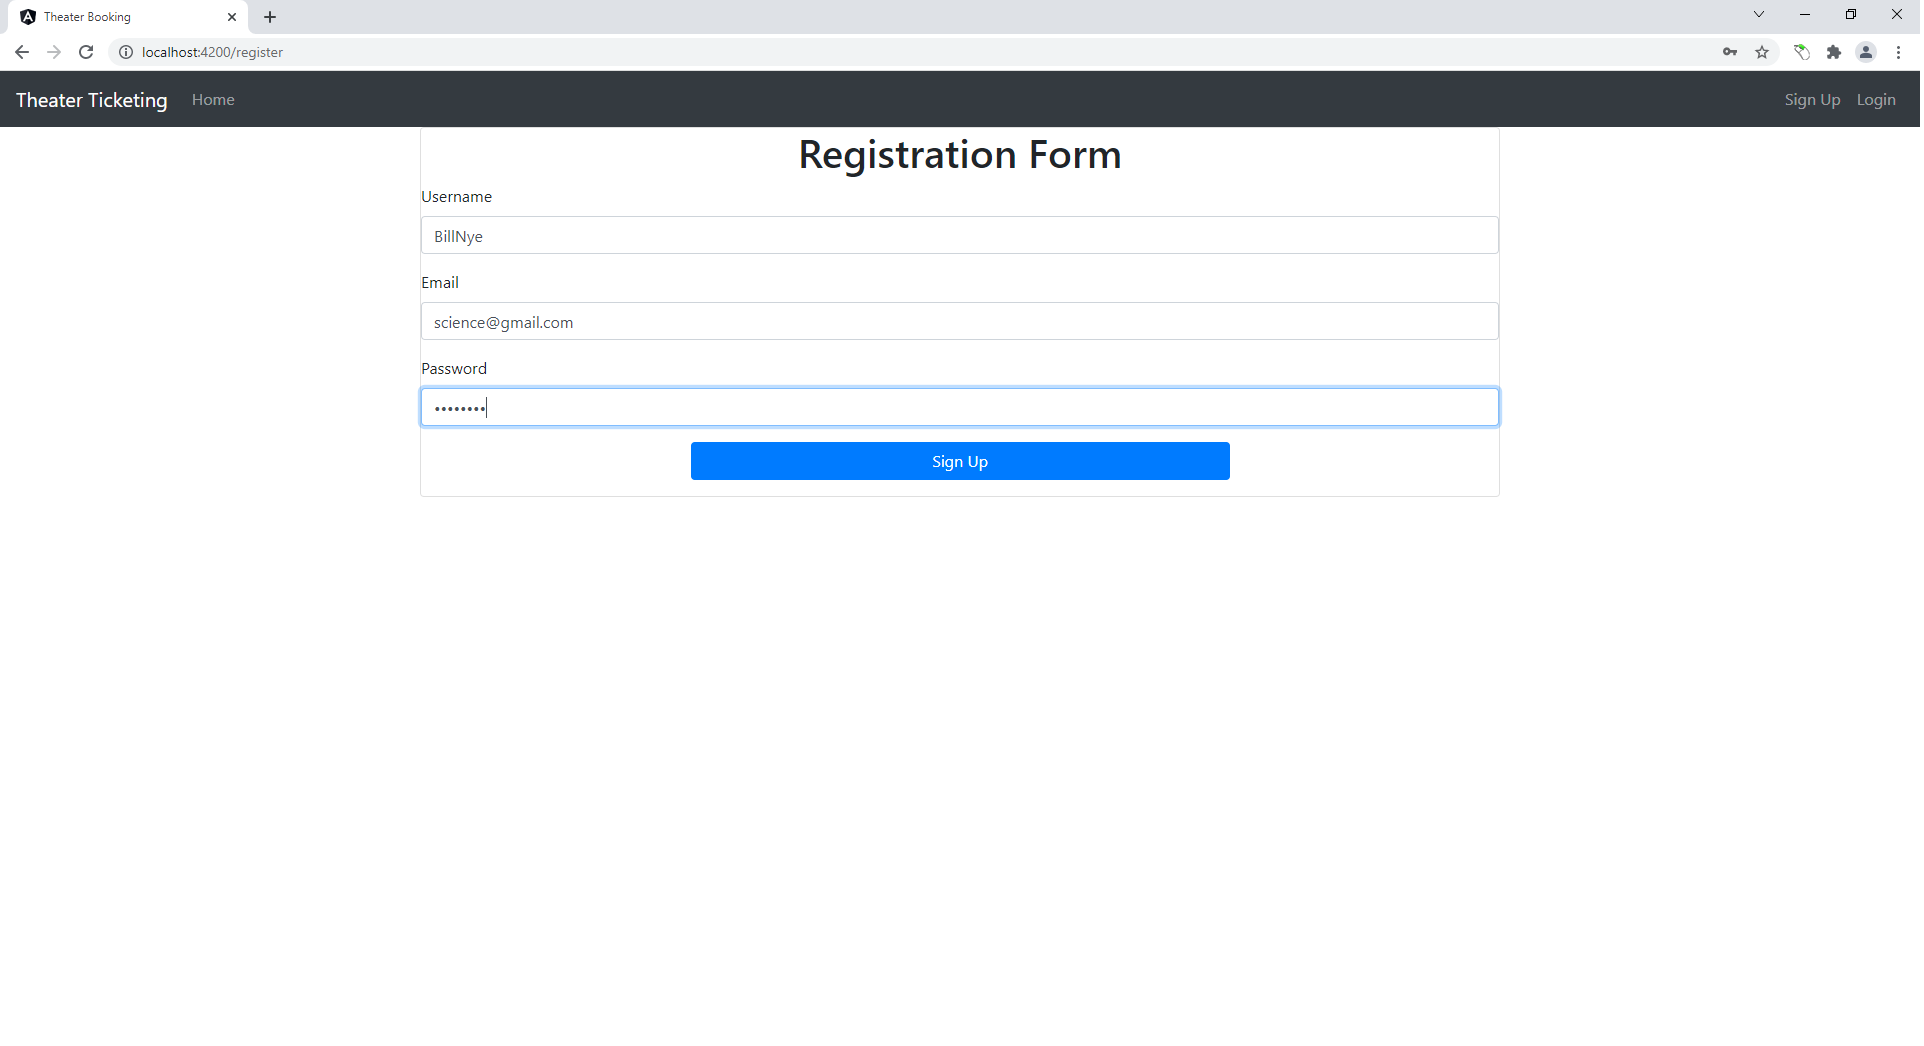 Theater Booking
localhost:4200/register
Theater Ticketing Home Sign Up Login
Registration Form
Username
BillNye
Email
science@gmail.com
Password
••••••••
Sign Up